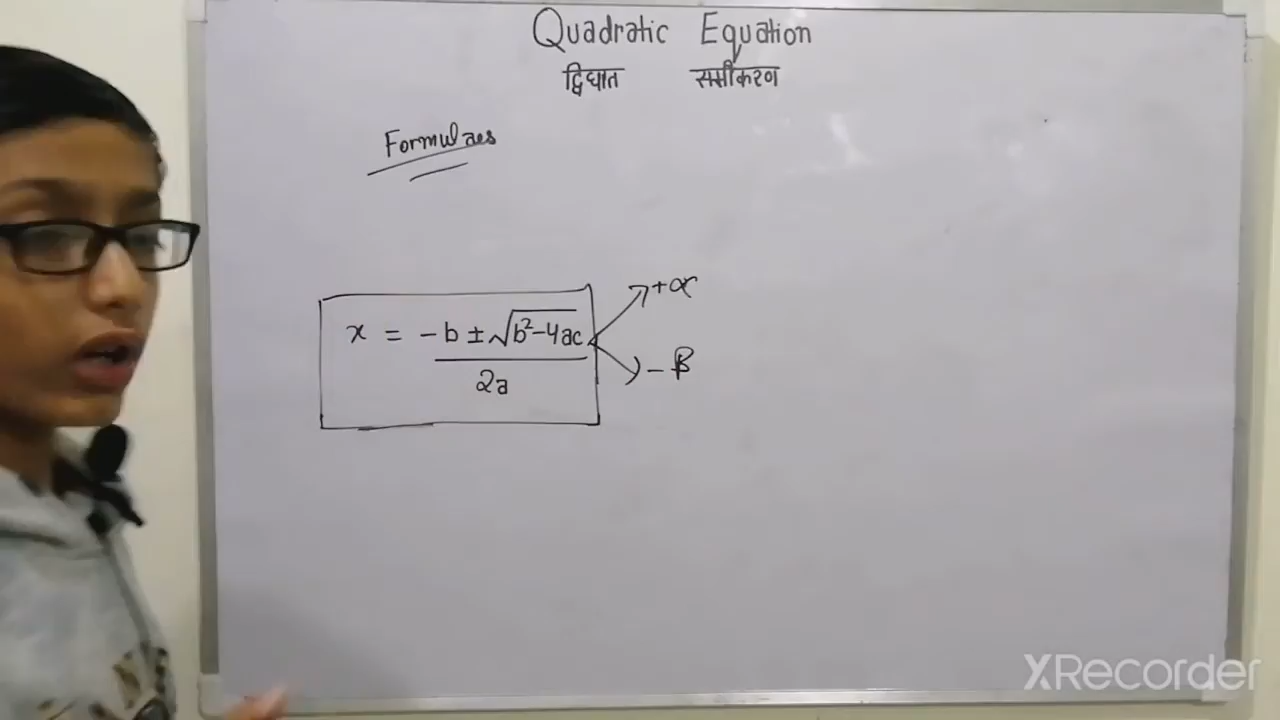 Quadratic Equation
द्विघात समीकरण
Formulaes
x = -b ± √b²-4ac
2a
+α
-β
XRecorder